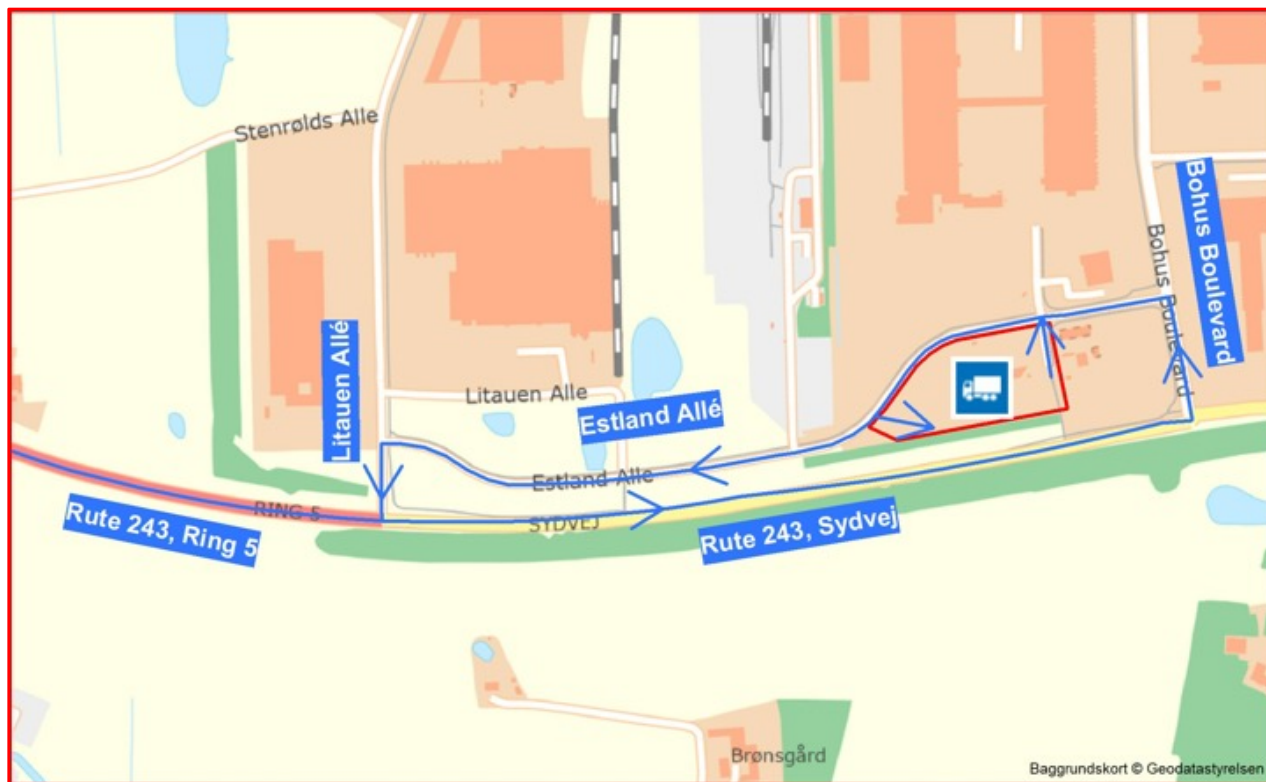 Stenrølds Alle
Bohus Boulevard
Bohus Boulevard
Litauen Allé
Litauen Alle
Estland Allé
Estland Alle
RING 5
SYDVEJ
Rute 243, Ring 5
Rute 243, Sydvej
Brønsgård
Baggrundskort © Geodatastyrelsen